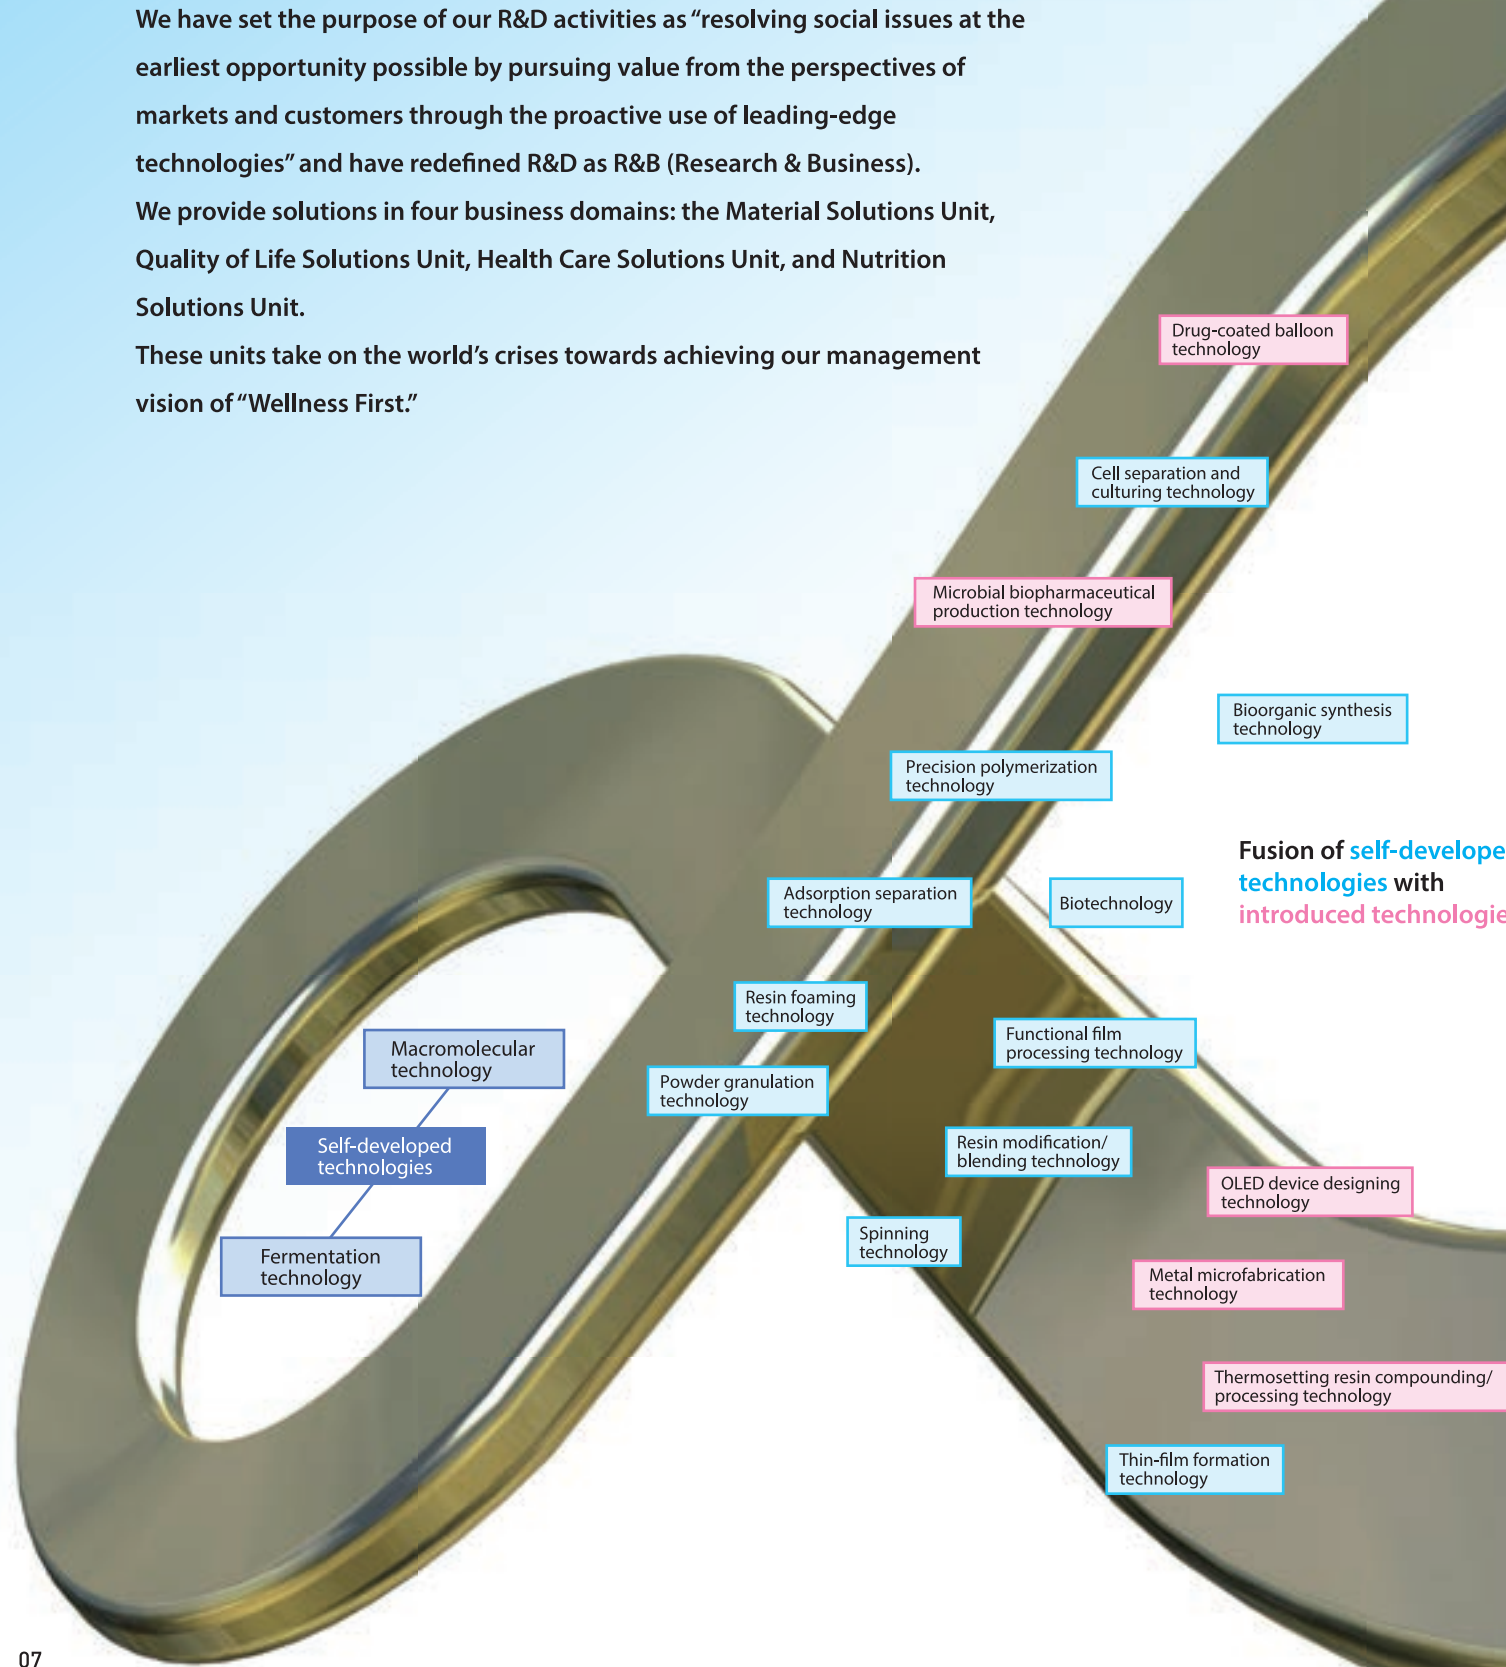 We have set the purpose of our R&D activities as “resolving social issues at the
earliest opportunity possible by pursuing value from the perspectives of
markets and customers through the proactive use of leading-edge
technologies” and have redefined R&D as R&B (Research & Business).
We provide solutions in four business domains: the Material Solutions Unit,
Quality of Life Solutions Unit, Health Care Solutions Unit, and Nutrition
Solutions Unit.
These units take on the world’s crises towards achieving our management
vision of “Wellness First.”
Drug-coated balloon
technology
Cell separation and
culturing technology
Microbial biopharmaceutical
production technology
Bioorganic synthesis
technology
Precision polymerization
technology
Fusion of self-develope
technologies with
introduced technologie
Adsorption separation
technology
Biotechnology
Resin foaming
technology
Functional film
processing technology
Macromolecular
technology
Powder granulation
technology
Self-developed
technologies
Resin modification/
blending technology
OLED device designing
technology
Spinning
technology
Fermentation
technology
Metal microfabrication
technology
Thermosetting resin compounding/
processing technology
Thin-film formation
technology
07